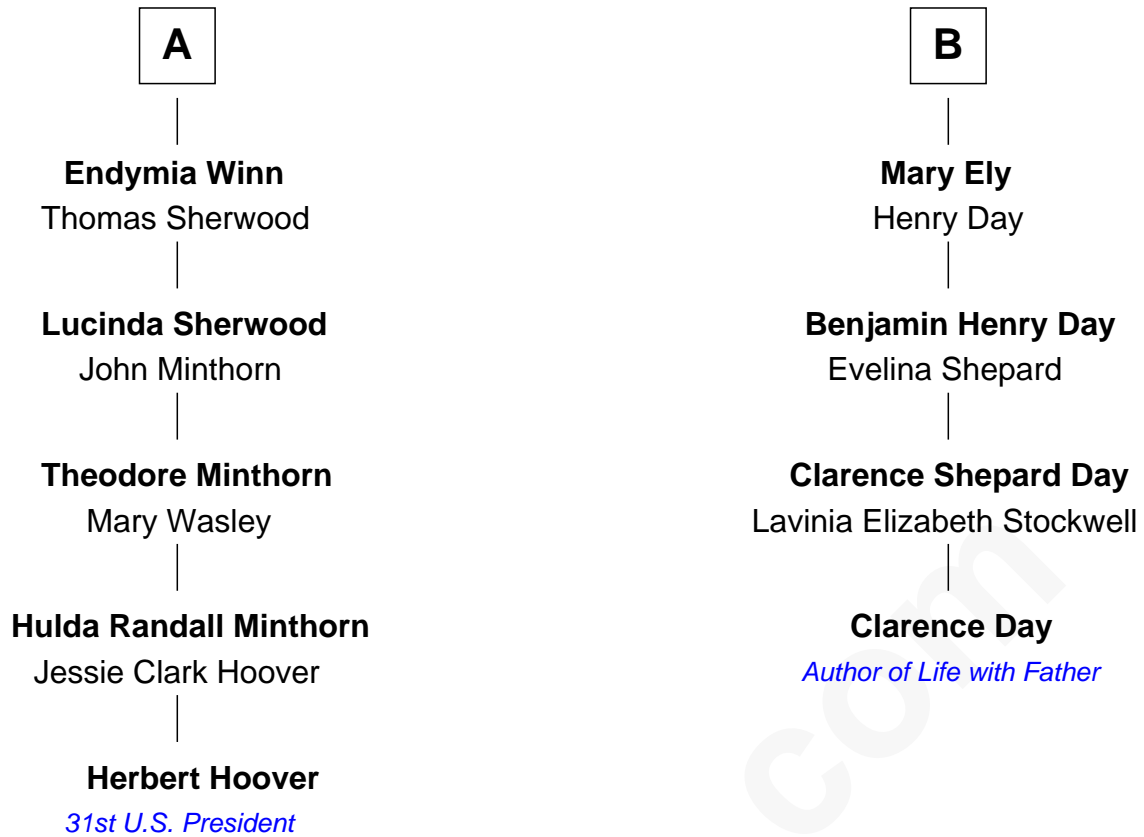 A
Endymia Winn
Thomas Sherwood
Lucinda Sherwood
John Minthorn
Theodore Minthorn
Mary Wasley
Hulda Randall Minthorn
Jessie Clark Hoover
Herbert Hoover
31st U.S. President
B
Mary Ely
Henry Day
Benjamin Henry Day
Evelina Shepard
Clarence Shepard Day
Lavinia Elizabeth Stockwell
Clarence Day
Author of Life with Father
com